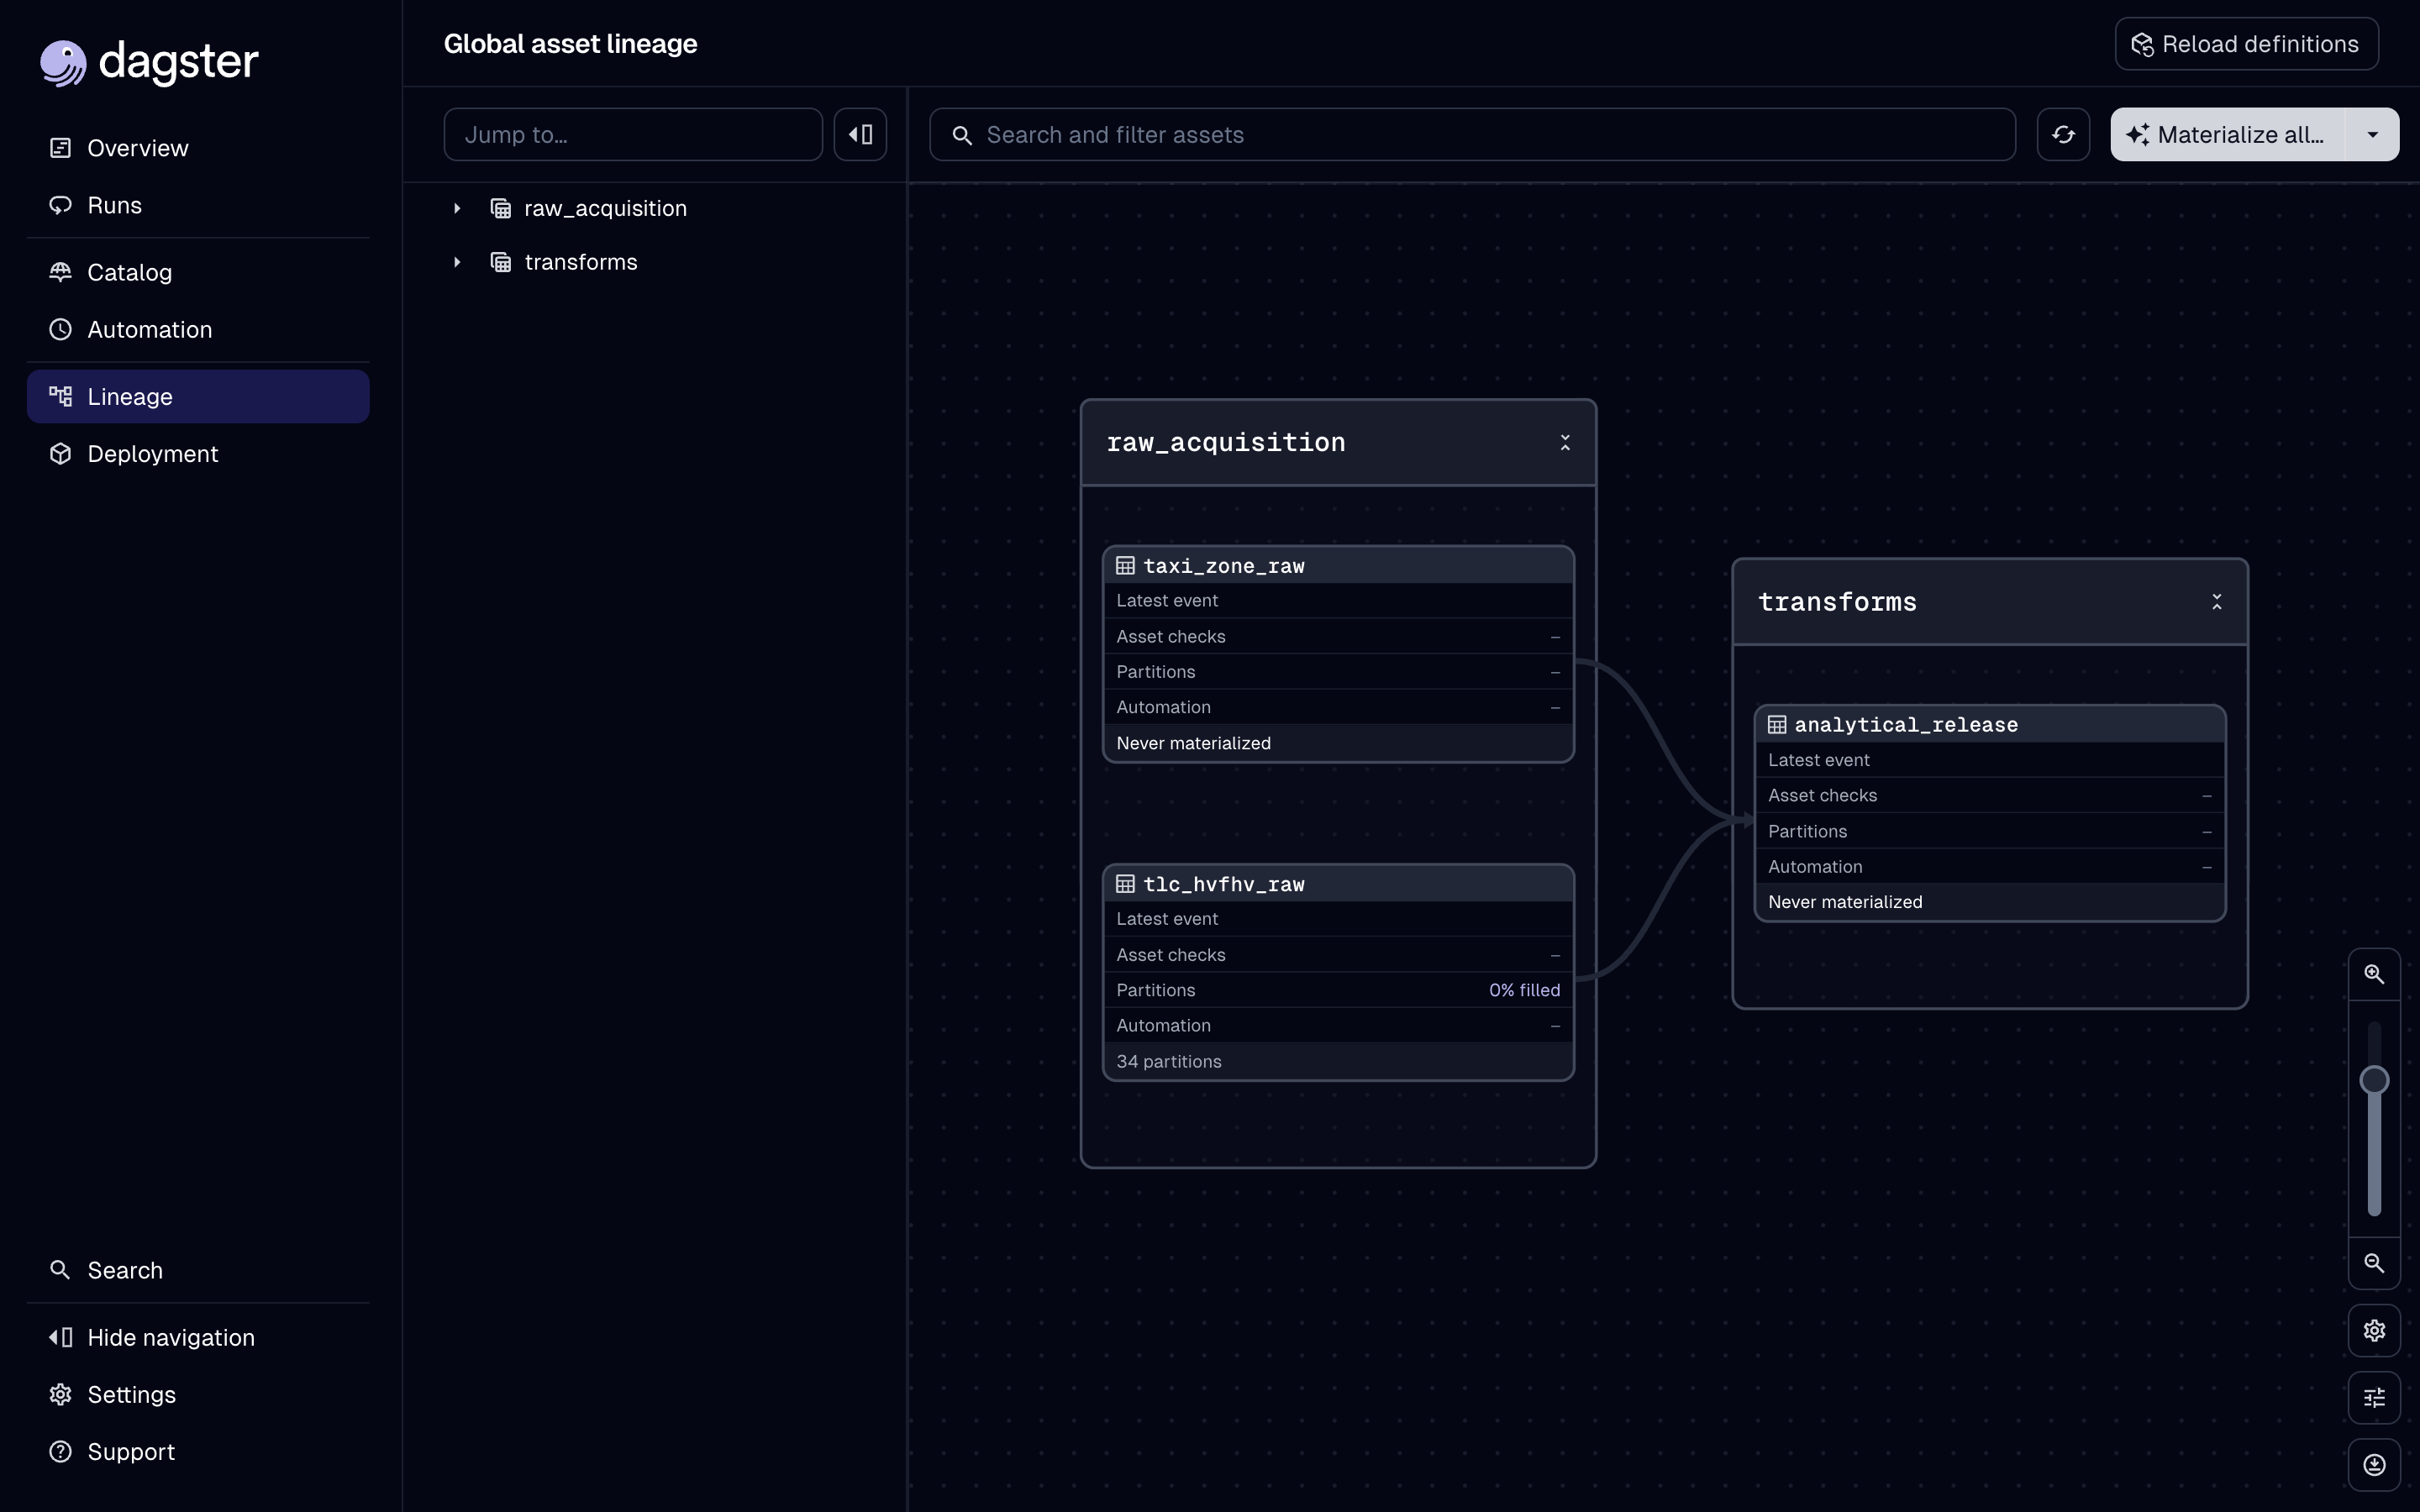 dagster
Overview
Runs
Catalog
Automation
Lineage
Deployment
Search
Hide navigation
Settings
Support
Global asset lineage
Reload definitions
Jump to…
Search and filter assets
Materialize all…
raw_acquisition
transforms
raw_acquisition
taxi_zone_raw
Latest event
Asset checks –
Partitions –
Automation –
Never materialized
tlc_hvfhv_raw
Latest event
Asset checks –
Partitions 0% filled
Automation –
34 partitions
transforms
analytical_release
Latest event
Asset checks –
Partitions –
Automation –
Never materialized